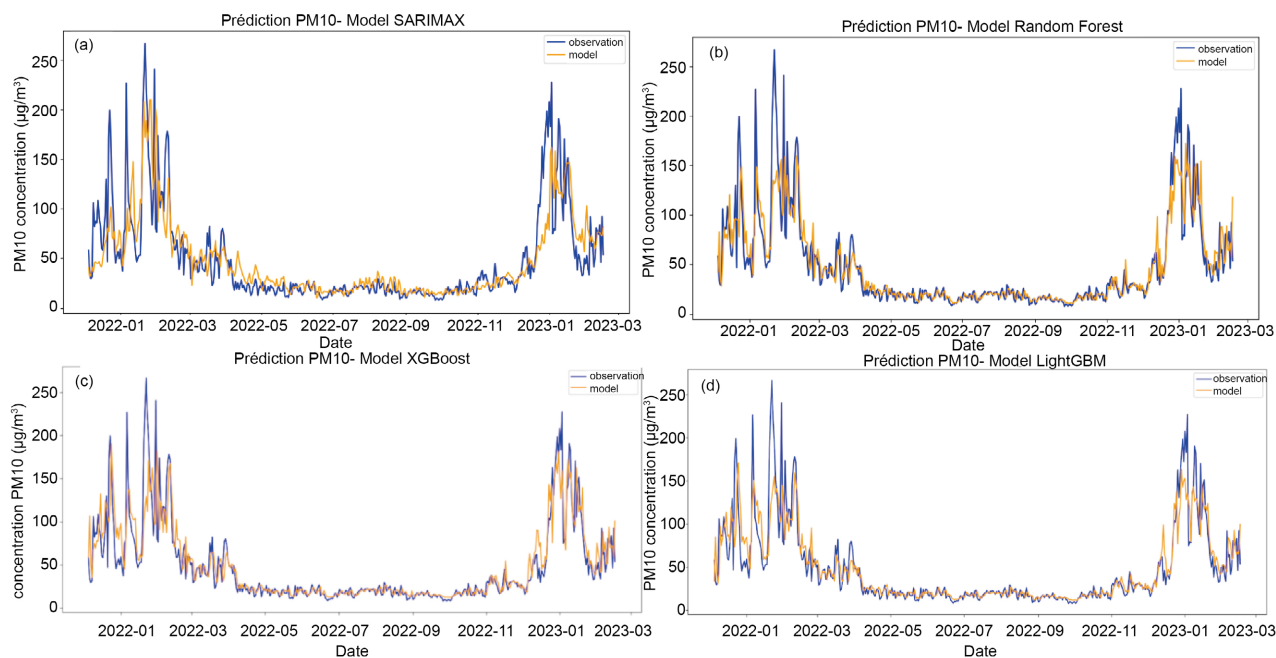 Prédiction PM10- Model SARIMAX
(a)
observation
model
PM10 concentration (µg/m³)
250
200
150
100
50
0
2022-01 2022-03 2022-05 2022-07 2022-09 2022-11 2023-01 2023-03
Date
Prédiction PM10- Model Random Forest
(b)
observation
model
PM10 concentration (µg/m³)
250
200
150
100
50
0
2022-01 2022-03 2022-05 2022-07 2022-09 2022-11 2023-01 2023-03
Date
Prédiction PM10- Model XGBoost
(c)
observation
model
concentration PM10 (µg/m³)
250
200
150
100
50
0
2022-01 2022-03 2022-05 2022-07 2022-09 2022-11 2023-01 2023-03
Date
Prédiction PM10- Model LightGBM
(d)
observation
model
PM10 concentration (µg/m³)
250
200
150
100
50
0
2022-01 2022-03 2022-05 2022-07 2022-09 2022-11 2023-01 2023-03
Date